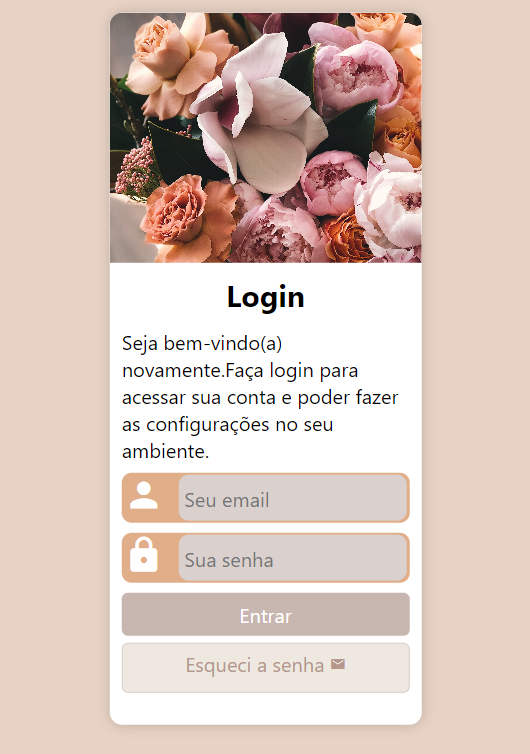 Login
Seja bem-vindo(a)
novamente.Faça login para
acessar sua conta e poder fazer
as configurações no seu
ambiente.
Seu email
Sua senha
Entrar
Esqueci a senha